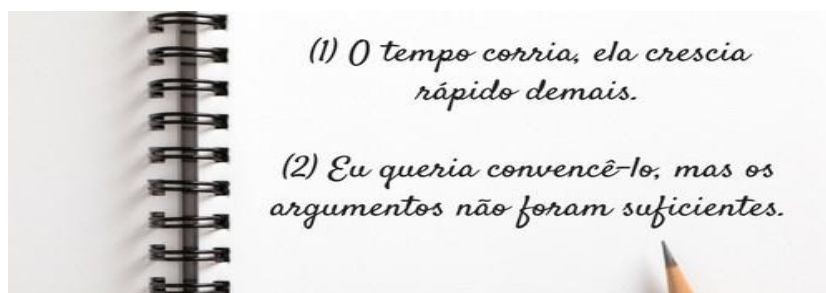 (1) O tempo corria, ela crescia
rápido demais.
(2) Eu queria convencê-lo, mas os
argumentos não foram suficientes.